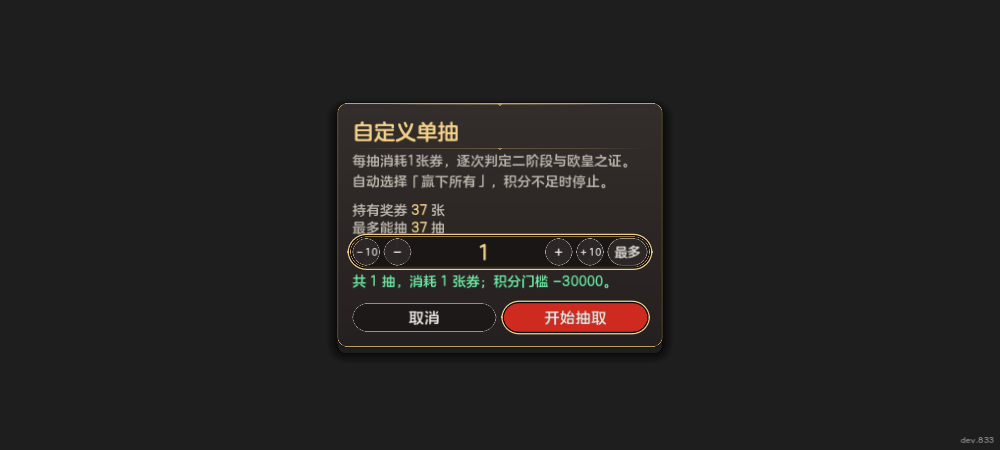 自定义单抽
每抽消耗1张券，逐次判定二阶段与欧皇之证。
自动选择「赢下所有」，积分不足时停止。
持有奖券 37 张
最多能抽 37 抽
-10 - 1 + +10 最多
共 1 抽，消耗 1 张券；积分门槛 -30000。
取消 开始抽取
dev.833